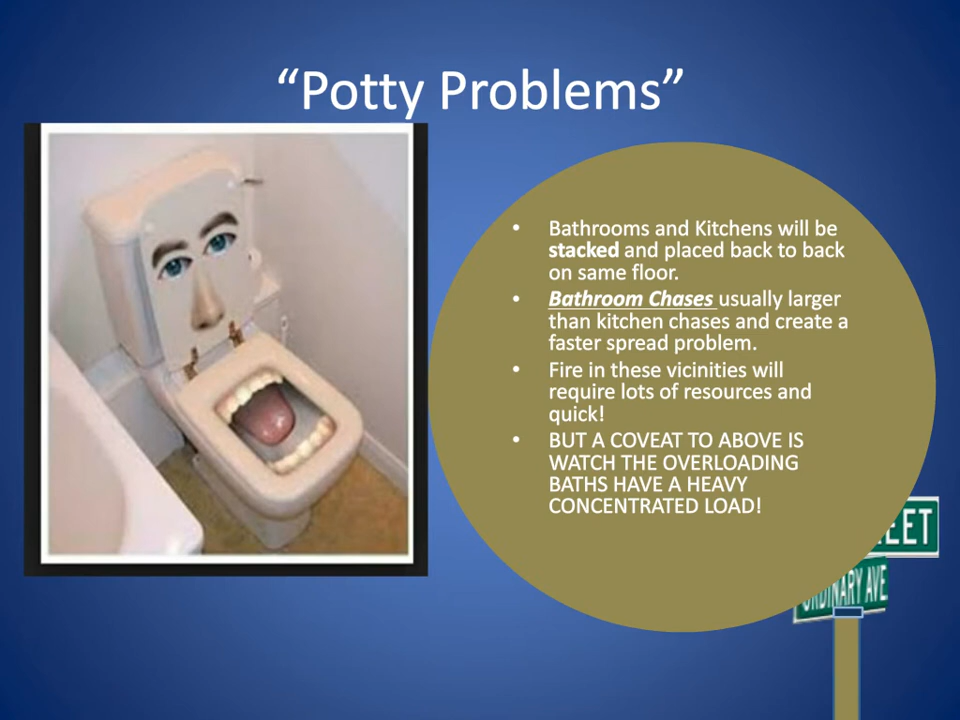 “Potty Problems”
• Bathrooms and Kitchens will be
stacked and placed back to back
on same floor.
• Bathroom Chases usually larger
than kitchen chases and create a
faster spread problem.
• Fire in these vicinities will
require lots of resources and
quick!
• BUT A COVEAT TO ABOVE IS
WATCH THE OVERLOADING
BATHS HAVE A HEAVY
CONCENTRATED LOAD!
EET
ORDINARY AVE